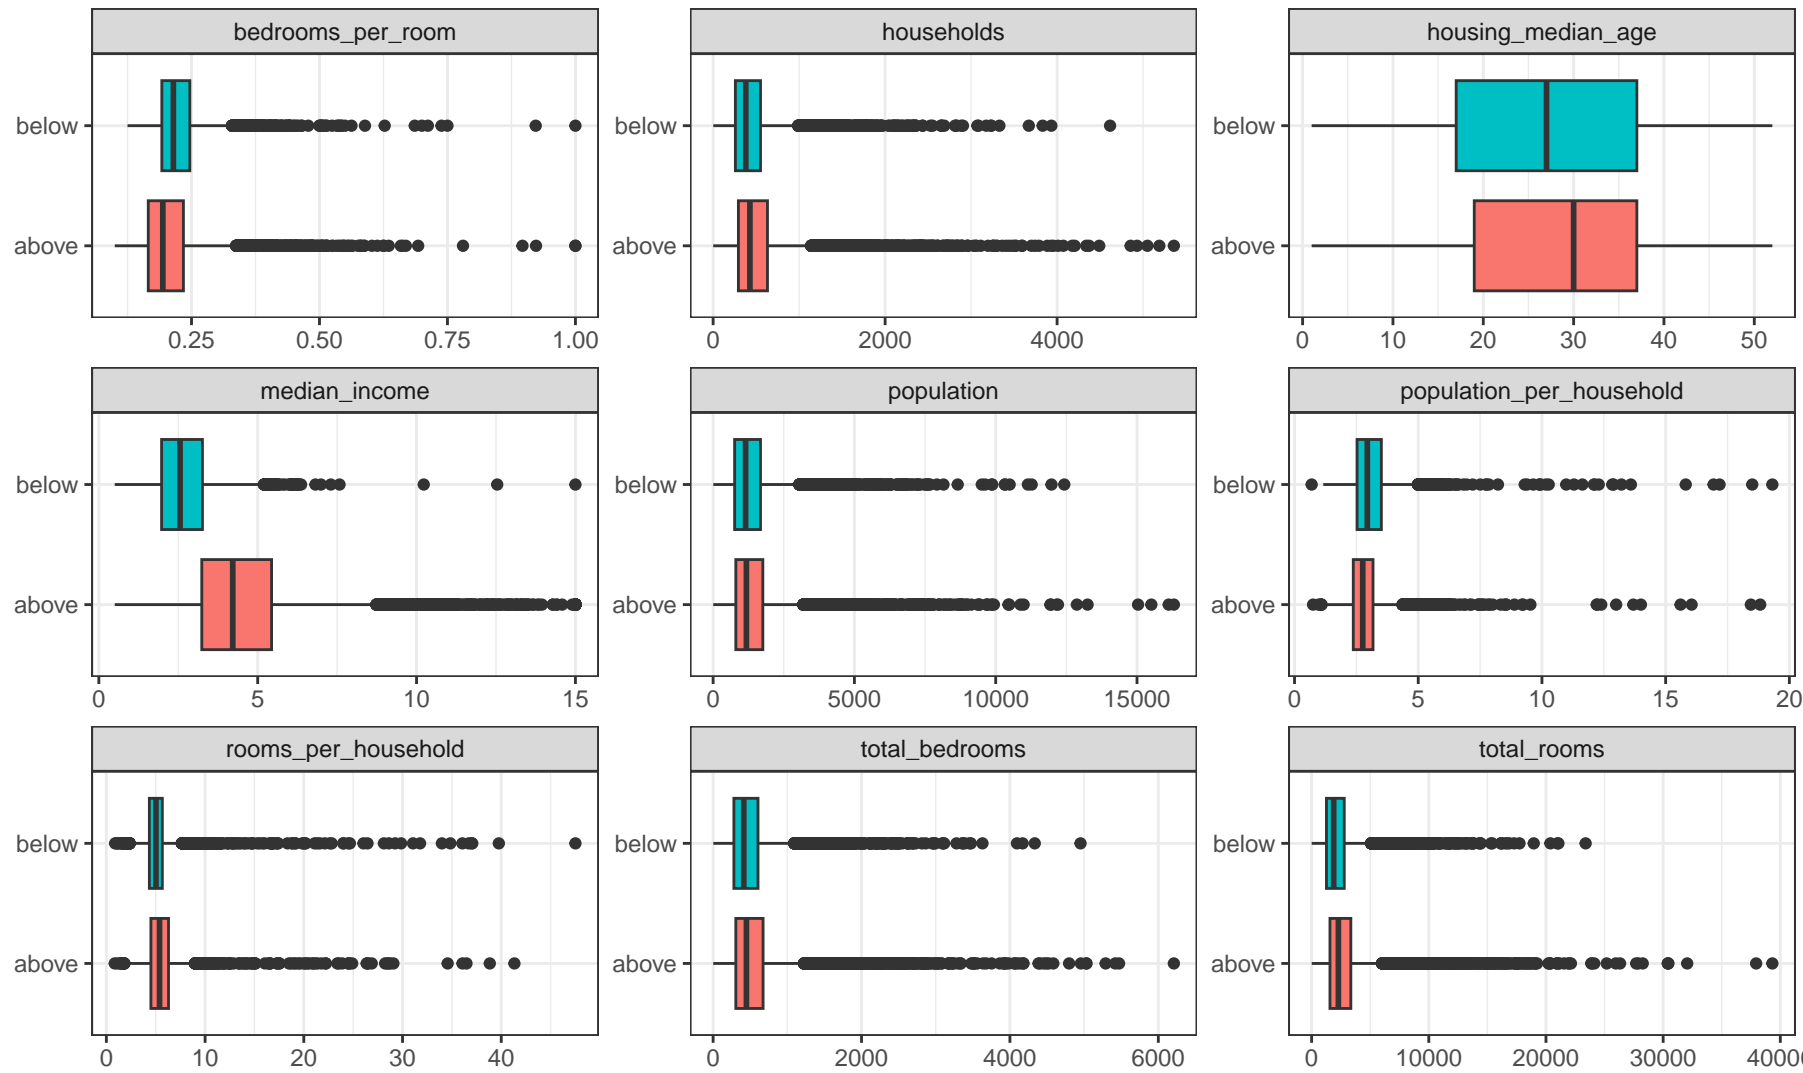 bedrooms_per_room households housing_median_age
below below below
above above above
0.25 0.50 0.75 1.00 0 2000 4000 0 10 20 30 40 50
median_income population population_per_household
below below below
above above above
0 5 10 15 0 5000 10000 15000 0 5 10 15 20
rooms_per_household total_bedrooms total_rooms
below below below
above above above
0 10 20 30 40 0 2000 4000 6000 0 10000 20000 30000